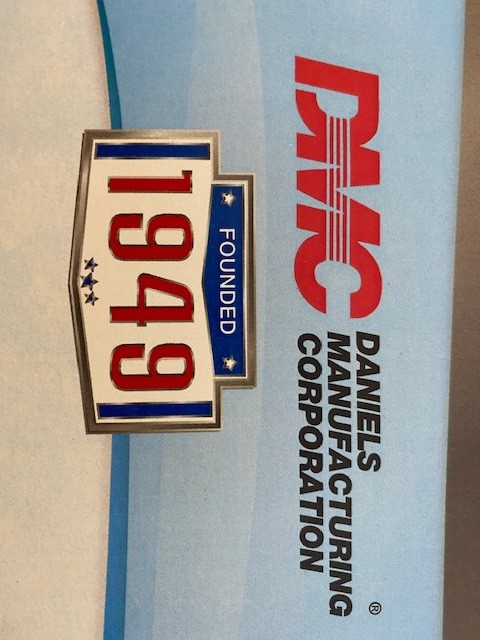 DMC
DANIELS
MANUFACTURING
CORPORATION
®
FOUNDED
1949